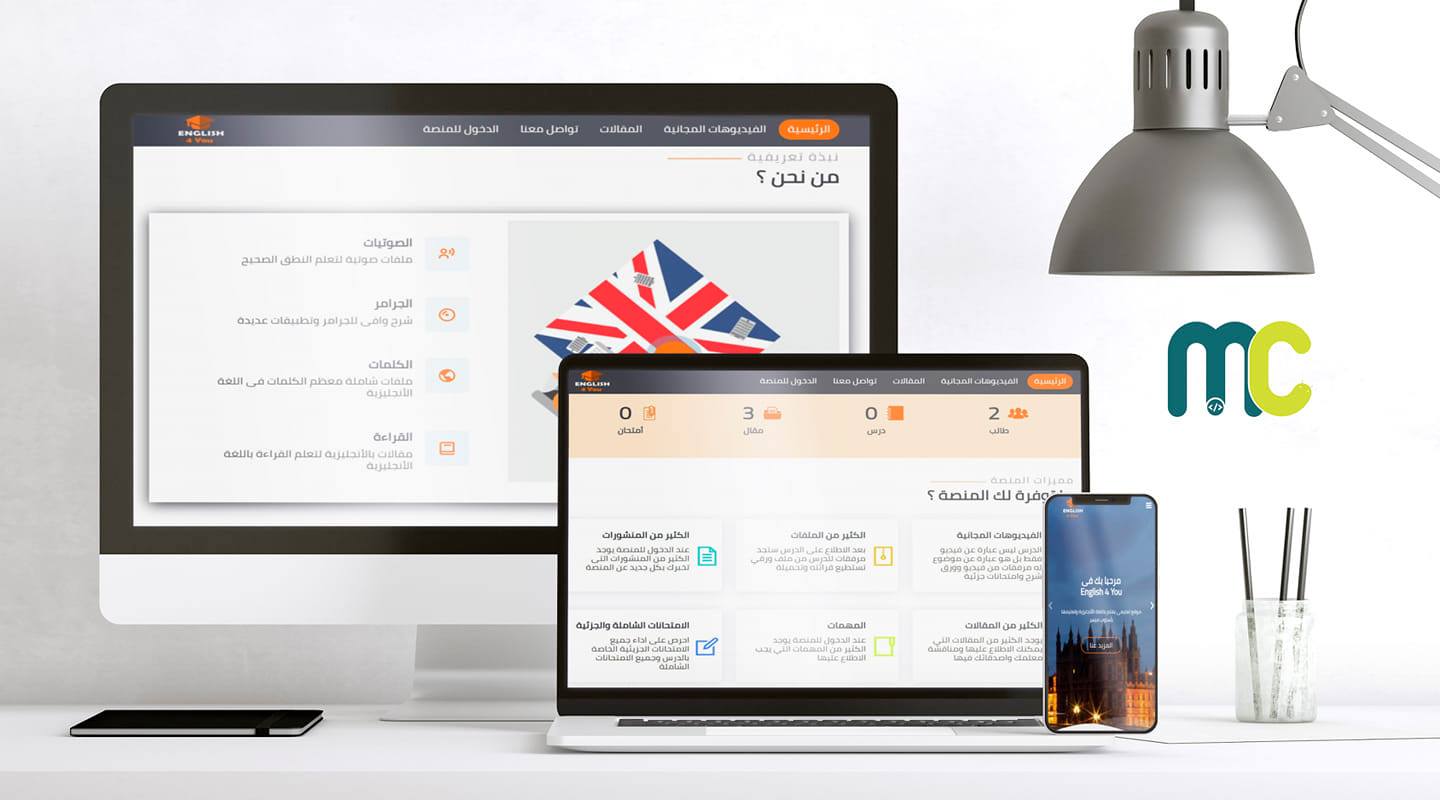 ENGLISH
4 You
الرئيسية
الفيديوهات المجانية
المقالات
تواصل معنا
الدخول للمنصة
نبذة تعريفية
من نحن ؟
الصوتيات
ملفات صوتية لتعلم النطق الصحيح
الجرامر
شرح وافى للجرامر وتطبيقات عديدة
الكلمات
ملفات شاملة معظم الكلمات فى اللغة
الأنجليزية
القراءة
مقالات بالأنجليزية لتعلم القراءة باللغة
الأنجليزية
ENGLISH
4 You
الرئيسية
الفيديوهات المجانية
المقالات
تواصل معنا
الدخول للمنصة
2
طالب
0
درس
3
مقال
0
أمتحان
مميزات المنصة
لك المنصة ؟
الفيديوهات المجانية
الدرس ليس عبارة عن فيديو
فقط بل هو عبارة عن موضوع
له مرفقات من فيديو وورق
شرح وامتحانات جزئية
الكثير من الملفات
بعد الاطلاع على الدرس ستجد
مرفقات للدرس من ملف ورقي
تستطيع قرائته وتحميلة
الكثير من المنشورات
عند الدخول للمنصة يوجد
الكثير من المنشورات التى
تخبرك بكل جديد عن المنصة
الكثير من المقالات
يوجد الكثير من المقالات التي
يمكنك الاطلاع عليها ومنافسة
معلمك واصدقائك فيها
المهمات
عند الدخول للمنصة يوجد
الكثير من المهمات التي يجب
الاطلاع عليها
الامتحانات الشاملة والجزئية
احرص على اداء جميع
الامتحانات الجزيئية الخاصة
بالدرس وجميع الامتحانات
الشاملة
ENGLISH
4 You
مرحبا بك فى
English 4 You
المزيد عنا
MC